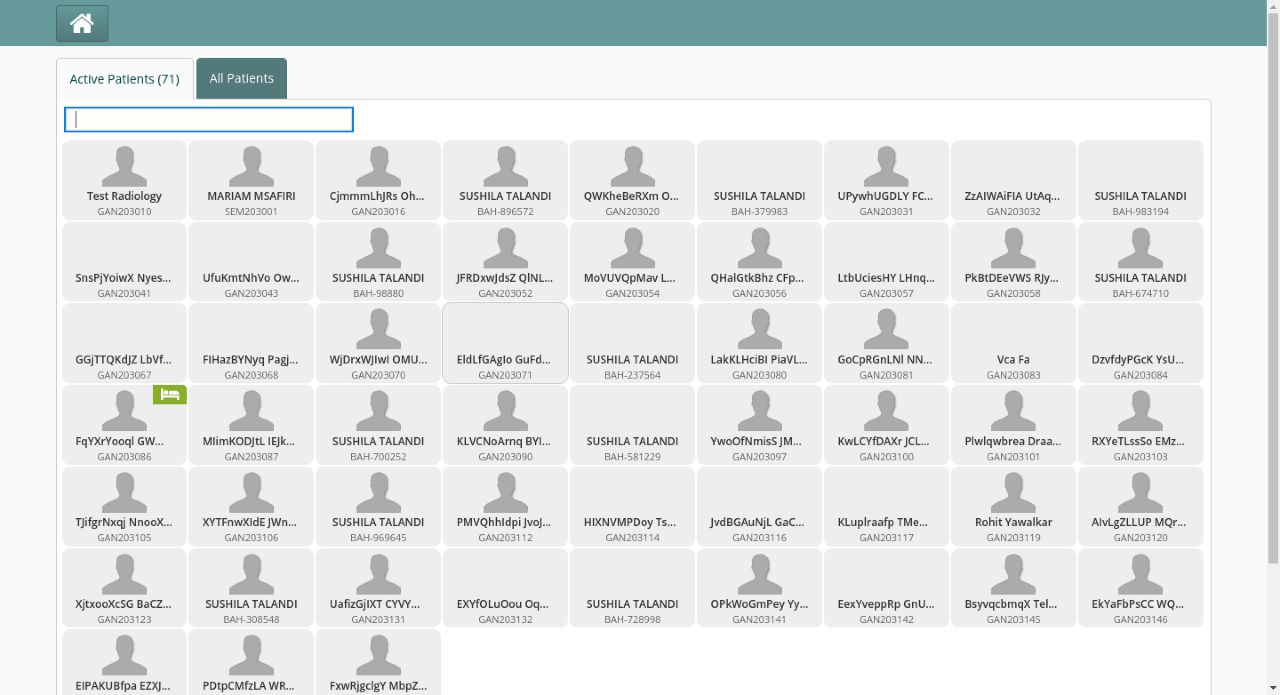 Active Patients (71)
All Patients
Test Radiology
GAN203010
MARIAM MSAFIRI
SEM203001
CjmmmLhJRs Oh...
GAN203016
SUSHILA TALANDI
BAH-896572
QWKheBeRXm O...
GAN203020
SUSHILA TALANDI
BAH-379983
UPywhUGDLY FC...
GAN203031
ZzAIWAiFIA UtAq...
GAN203032
SUSHILA TALANDI
BAH-983194
SnsPjYoiwX Nyes...
GAN203041
UfuKmtNhVo Ow...
GAN203043
SUSHILA TALANDI
BAH-98880
JFRDxwJdsZ QlNL...
GAN203052
MoVUVQpMav L...
GAN203054
QHalGtkBhz CFp...
GAN203056
LtbUciesHY LHnq...
GAN203057
PkBtDEeVWS RJy...
GAN203058
SUSHILA TALANDI
BAH-674710
GGjTTQKdJZ LbVf...
GAN203067
FIHazBYNyq Pagj...
GAN203068
WjDrxWJIwI OMU...
GAN203070
EldLfGAgIo GuFd...
GAN203071
SUSHILA TALANDI
BAH-237564
LakKLHciBI PiaVL...
GAN203080
GoCpRGnLNl NN...
GAN203081
Vca Fa
GAN203083
DzvfdyPGcK YsU...
GAN203084
FqYXrYooql GW...
GAN203086
MIimKODJtL IEJk...
GAN203087
SUSHILA TALANDI
BAH-700252
KLVCNoArnq BYI...
GAN203090
SUSHILA TALANDI
BAH-581229
YwoOfNmisS JM...
GAN203097
KwLCYfDAXr JCL...
GAN203100
Plwlqwbrea Draa...
GAN203101
RXYeTLssSo EMz...
GAN203103
TJifgrNxqj NnooX...
GAN203105
XYTFnwXIdE JWn...
GAN203106
SUSHILA TALANDI
BAH-969645
PMVQhhIdpi JvoJ...
GAN203112
HIXNVMPDoy Ts...
GAN203114
JvdBGAuNjL GaC...
GAN203116
KLuplraafp TMe...
GAN203117
Rohit Yawalkar
GAN203119
AIvLgZLLUP MQr...
GAN203120
XjtxooXcSG BaCZ...
GAN203123
SUSHILA TALANDI
BAH-308548
UafizGjIXT CYVY...
GAN203131
EXYfOLuOou Oq...
GAN203132
SUSHILA TALANDI
BAH-728998
OPkWoGmPey Yy...
GAN203141
EexYveppRp GnU...
GAN203142
BsyvqcbmqX Tel...
GAN203145
EkYaFbPsCC WQ...
GAN203146
EIPAKUBfpa EZXJ...
PDtpCMfzLA WR...
FxwRjgclgY MbpZ...